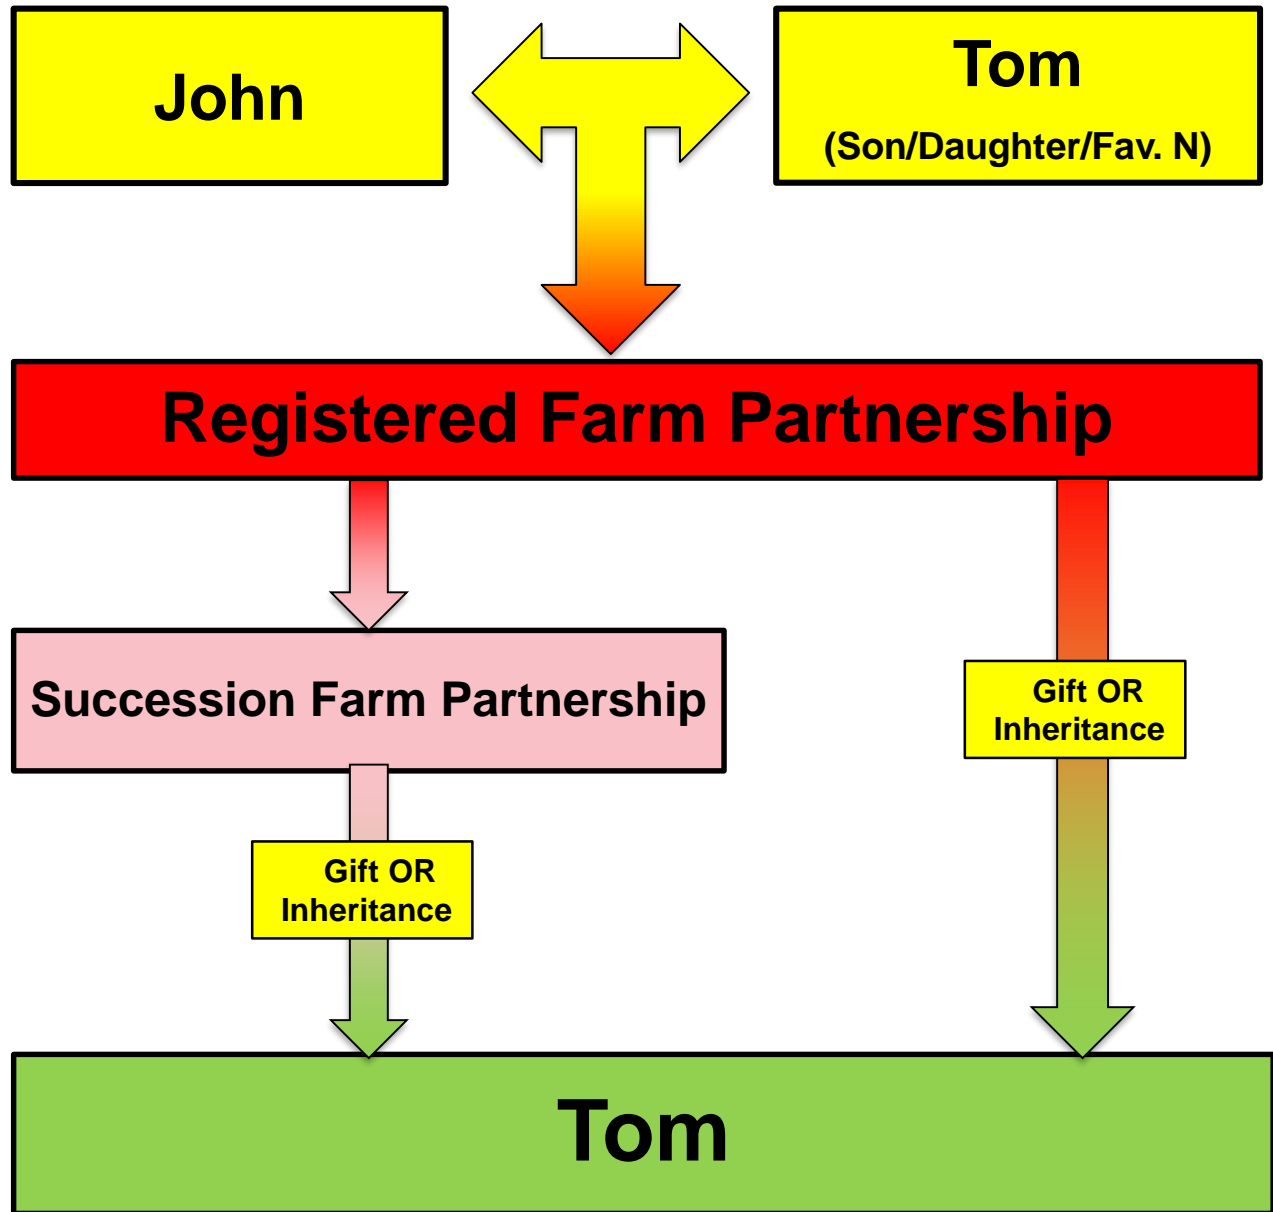 John
Tom
(Son/Daughter/Fav. N)
Registered Farm Partnership
Succession Farm Partnership
Gift OR
Inheritance
Gift OR
Inheritance
Tom